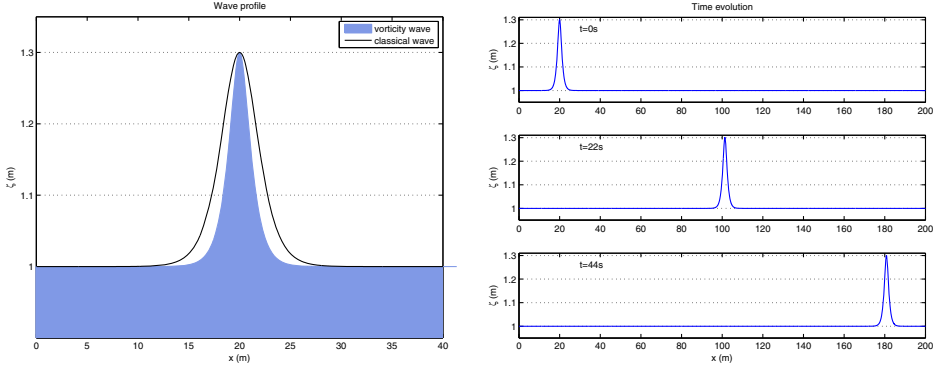 Wave profile
vorticity wave
classical wave
1.3
1.2
1.1
1
ζ (m)
0 5 10 15 20 25 30 35 40
x (m)
Time evolution
t=0s
1.3
1.2
1.1
1
ζ (m)
0 20 40 60 80 100 120 140 160 180 200
t=22s
1.3
1.2
1.1
1
ζ (m)
0 20 40 60 80 100 120 140 160 180 200
t=44s
1.3
1.2
1.1
1
ζ (m)
0 20 40 60 80 100 120 140 160 180 200
x (m)